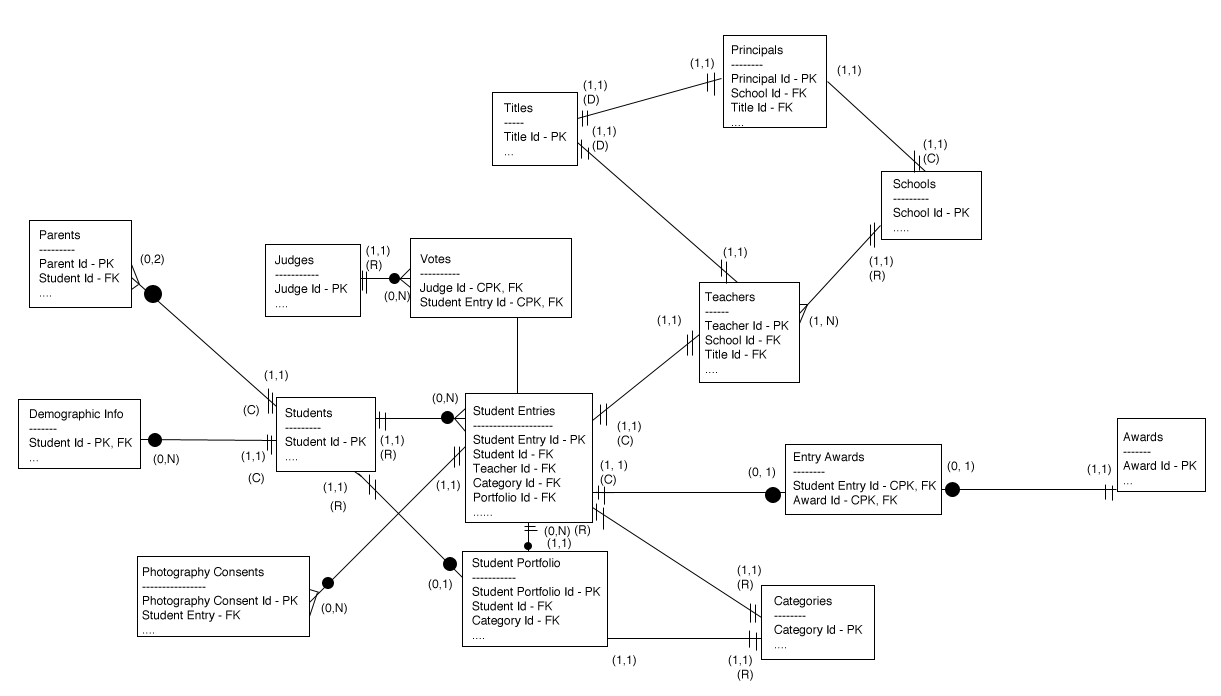 Principals
--------
Principal Id - PK
School Id - FK
Title Id - FK
....
(1,1)
(1,1)
(1,1)
(D)
Titles
-----
Title Id - PK
...
(1,1)
(D)
(1,1)
(C)
Schools
---------
School Id - PK
.....
Parents
---------
Parent Id - PK
Student Id - FK
....
(0,2)
Judges
-----------
Judge Id - PK
....
(1,1)
(R)
(0,N)
Votes
----------
Judge Id - CPK, FK
Student Entry Id - CPK, FK
(1,1)
(1,1)
(R)
Teachers
------
Teacher Id - PK
School Id - FK
Title Id - FK
....
(1, N)
(1,1)
(1,1)
(C)
Demographic Info
-------
Student Id - PK, FK
...
(0,N)
(1,1)
(C)
Students
---------
Student Id - PK
....
(0,N)
(1,1)
(R)
Student Entries
--------------------
Student Entry Id - PK
Student Id - FK
Teacher Id - FK
Category Id - FK
Portfolio Id - FK
......
(1,1)
(C)
(1,1)
(1, 1)
(C)
(0, 1)
Entry Awards
--------
Student Entry Id - CPK, FK
Award Id - CPK, FK
(0, 1)
(1,1)
Awards
-------
Award Id - PK
...
(1,1)
(R)
(0,N) (R)
(1,1)
Photography Consents
----------------
Photography Consent Id - PK
Student Entry - FK
....
(0,N)
(0,1)
Student Portfolio
-----------
Student Portfolio Id - PK
Student Id - FK
Category Id - FK
....
(1,1)
(R)
Categories
--------
Category Id - PK
....
(1,1)
(1,1)
(R)